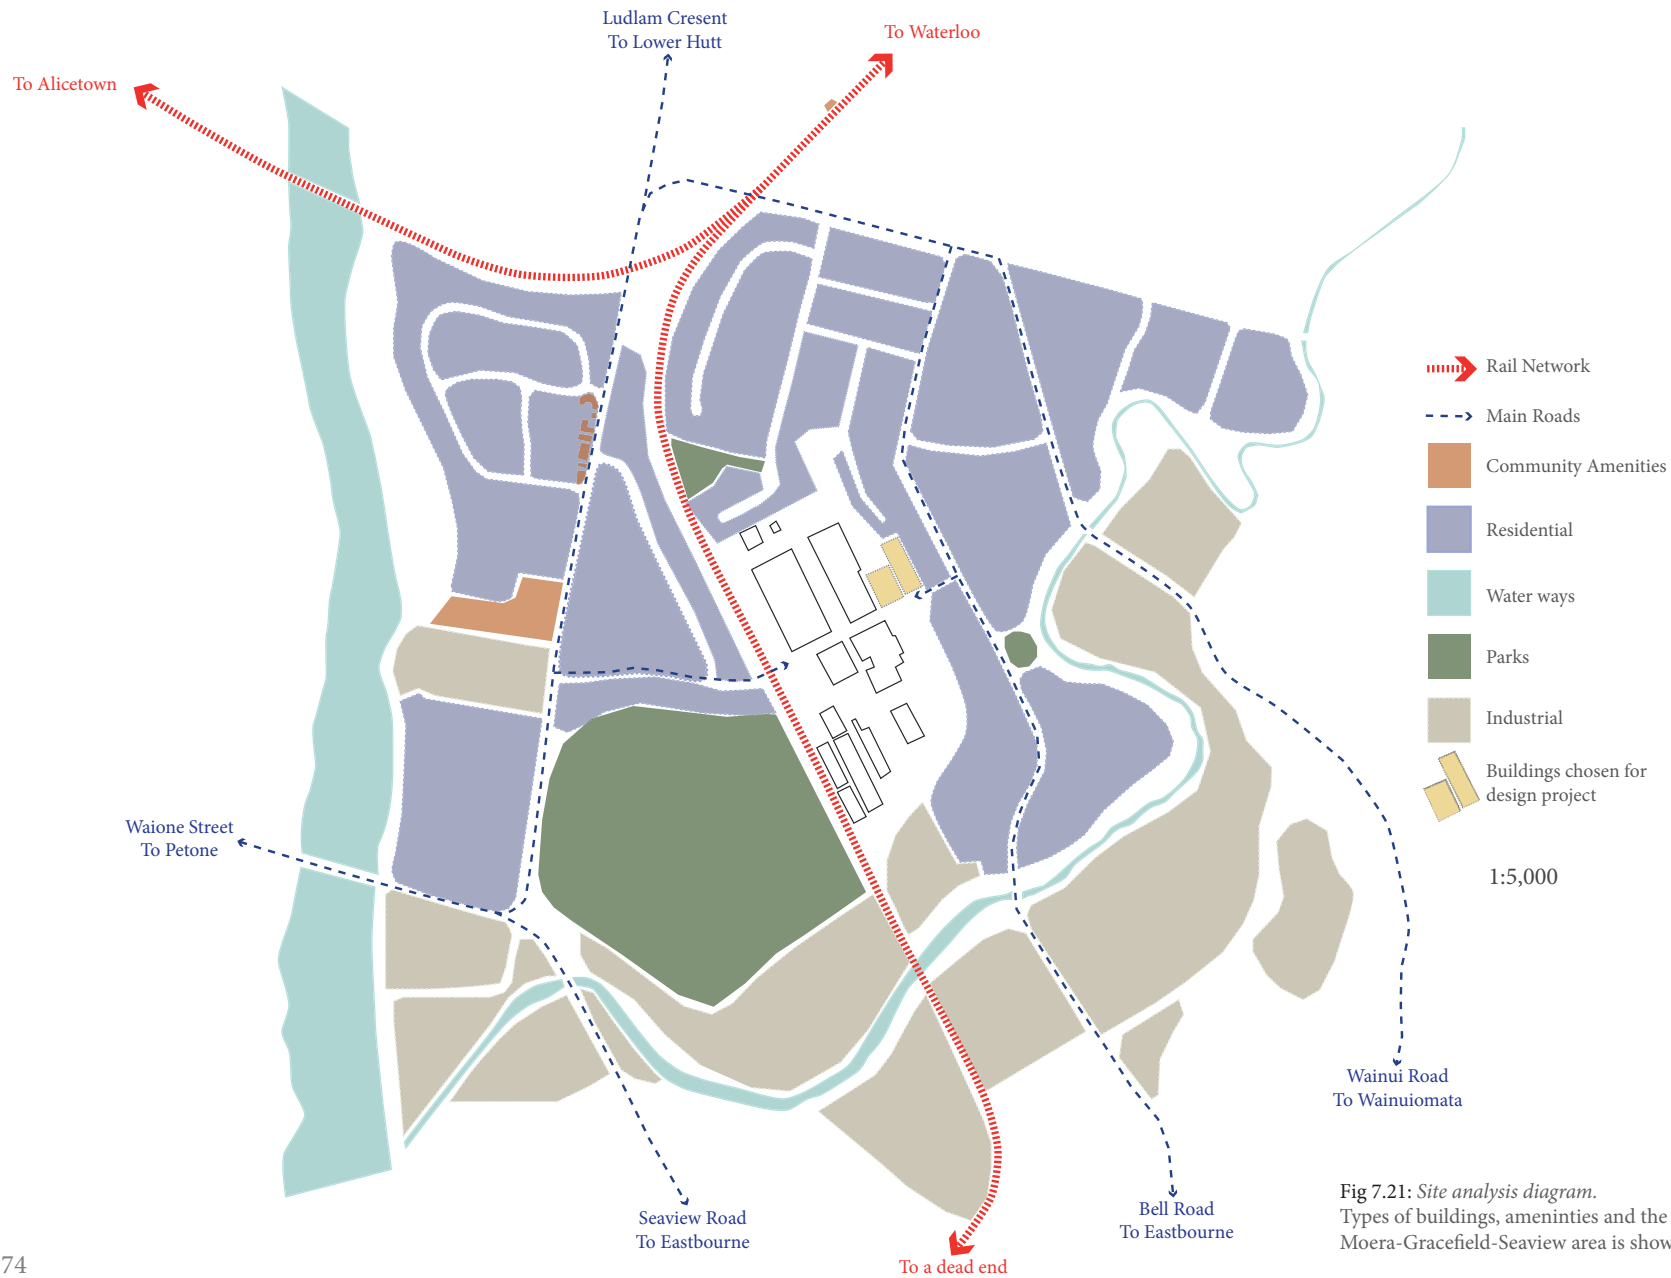 Ludlam Cresent
To Lower Hutt
To Waterloo
To Alicetown
Rail Network
Main Roads
Community Amenities
Residential
Water ways
Parks
Industrial
Buildings chosen for
design project
1:5,000
Waione Street
To Petone
Wainui Road
To Wainuiomata
Bell Road
To Eastbourne
Seaview Road
To Eastbourne
To a dead end
Fig 7.21: Site analysis diagram.
Types of buildings, ameninties and the
Moera-Gracefield-Seaview area is show
74